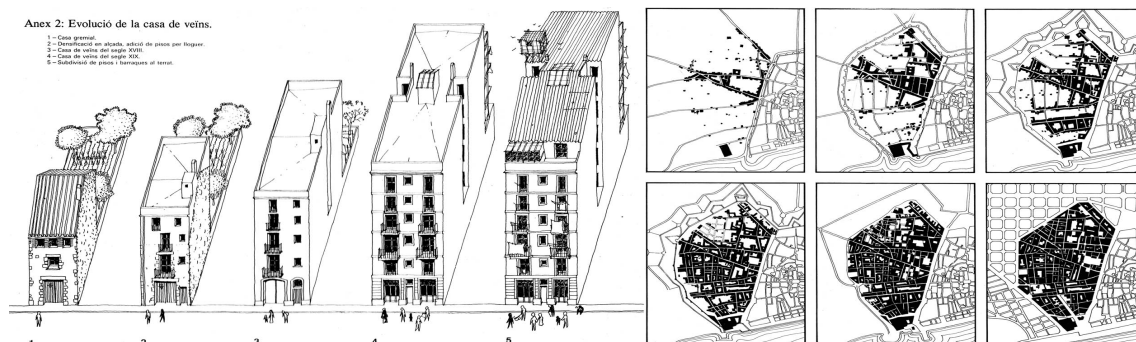 Anex 2: Evolució de la casa de veïns.
1 – Casa gremial.
2 – Densificació en alçada, adició de pisos per lloguer.
3 – Casa de veïns del segle XVIII.
4 – Casa de veïns del segle XIX.
5 – Subdivisió de pisos i barraques al terrat.
1 2 3 4 5